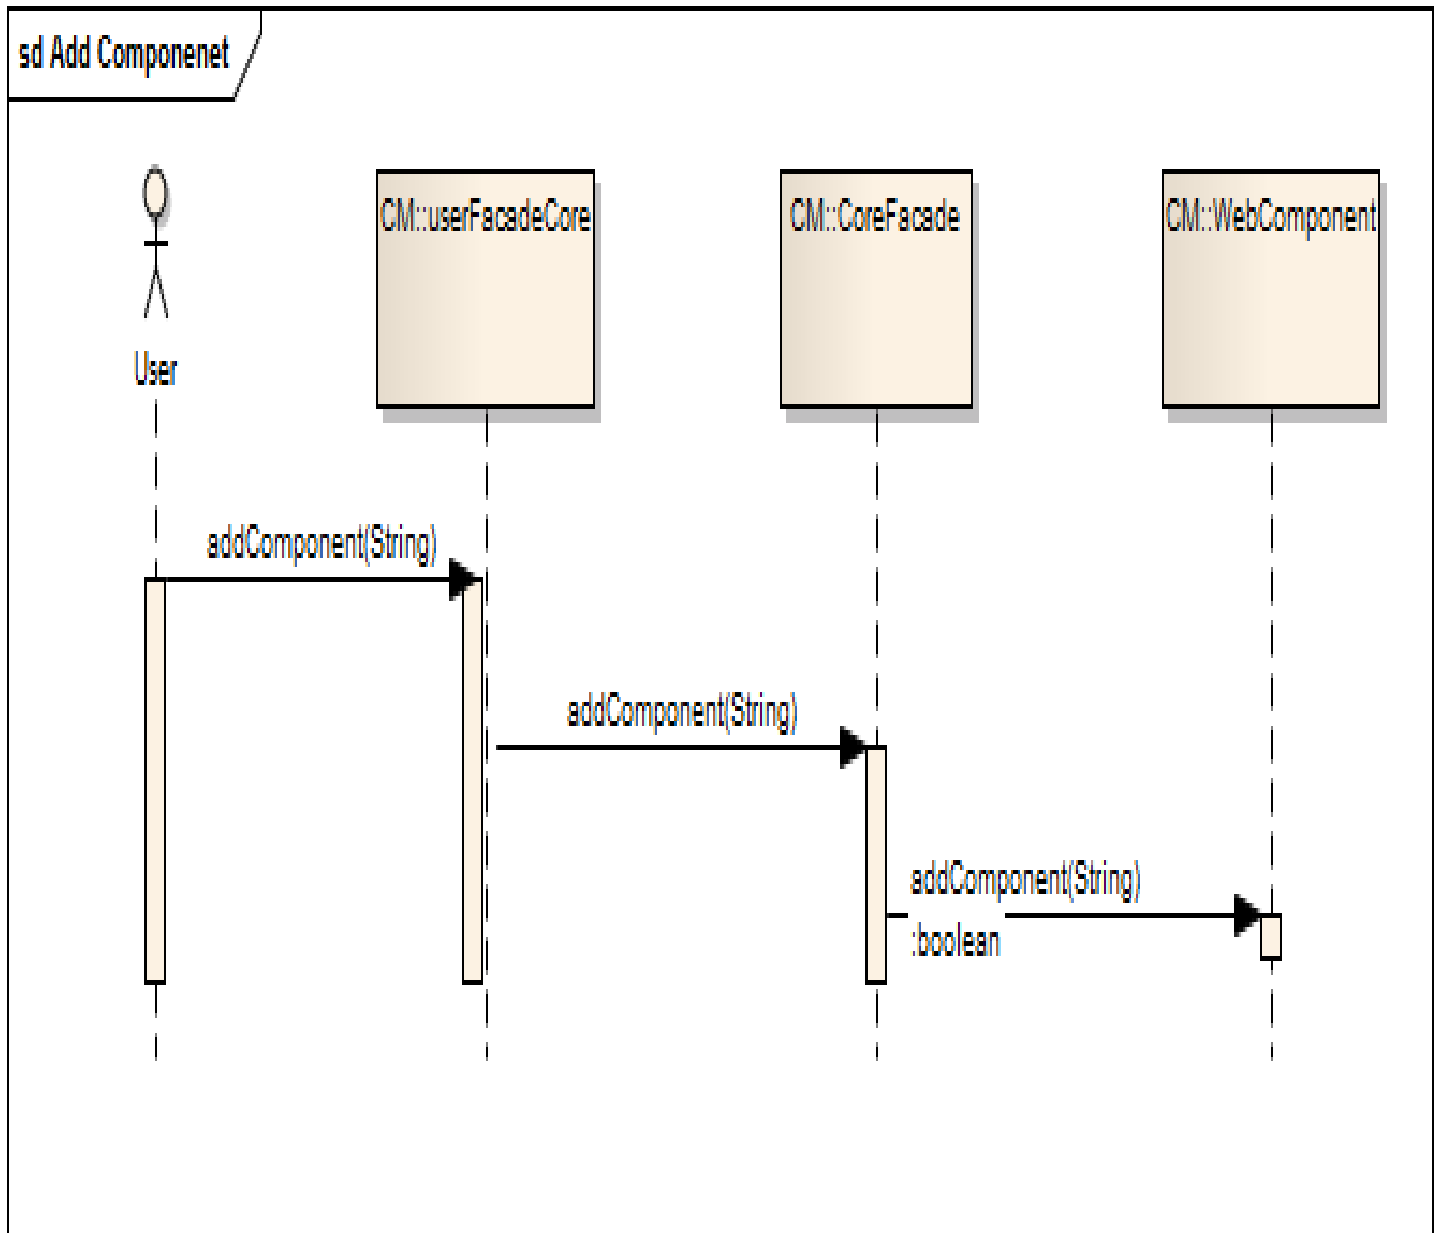 sd Add Componenet
CM::userFacadeCore
CM::CoreFacade
CM::WebComponent
User
addComponent(String)
addComponent(String)
addComponent(String)
:boolean